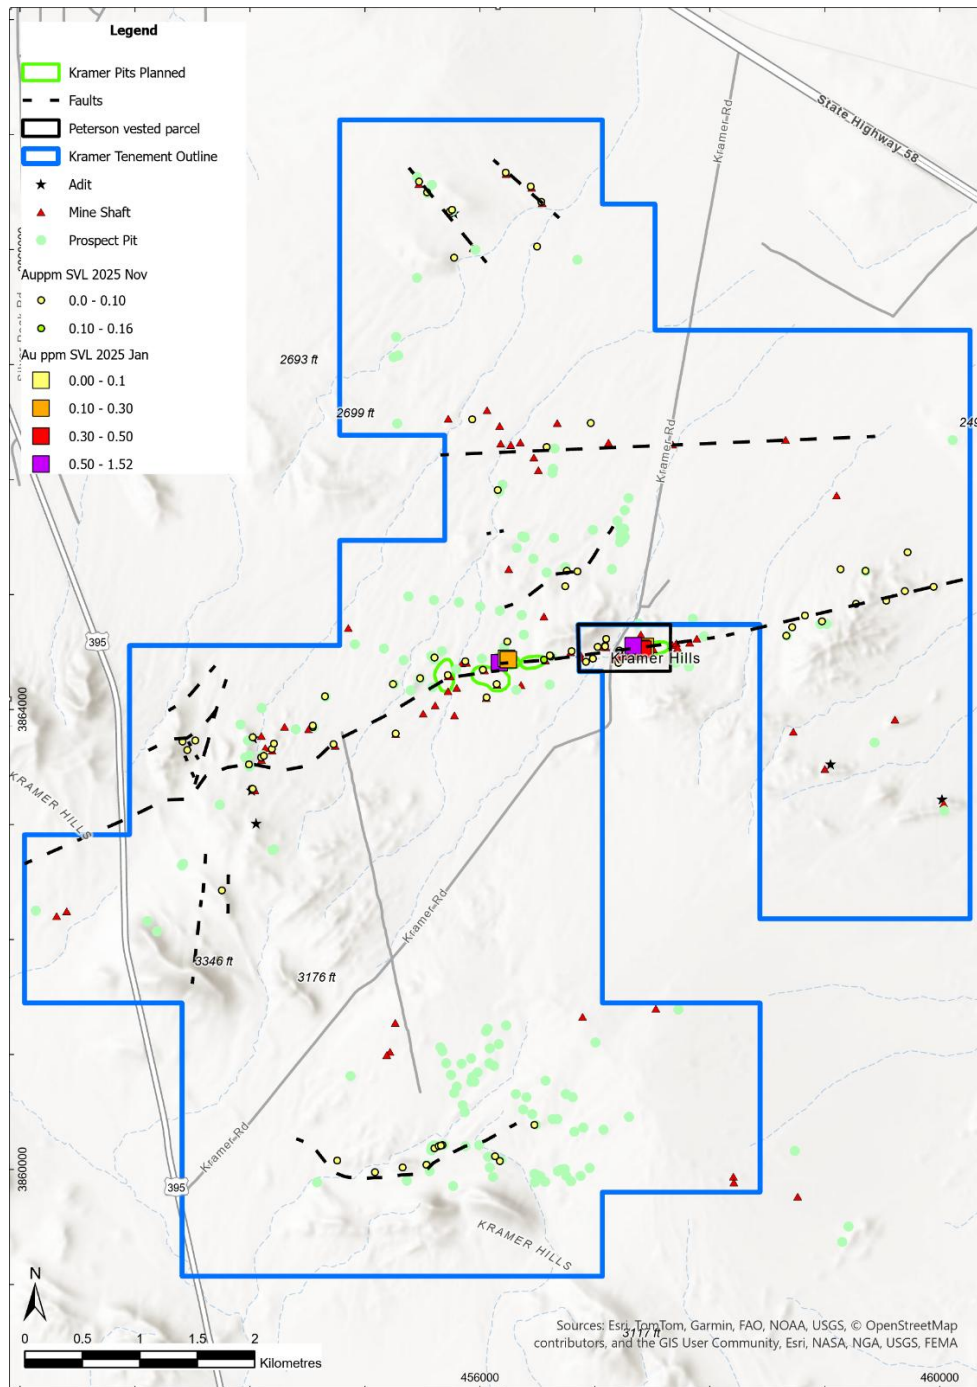 Legend
Kramer Pits Planned
Faults
Peterson vested parcel
Kramer Tenement Outline
Adit
Mine Shaft
Prospect Pit
Auppm SVL 2025 Nov
0.0 - 0.10
0.10 - 0.16
Au ppm SVL 2025 Jan
0.00 - 0.1
0.10 - 0.30
0.30 - 0.50
0.50 - 1.52
State Highway 58
Kramer-Rd
2693 ft
2699 ft
249
Kramer-Rd
395
Kramer Hills
3864000
KRAMER HILLS
Kramer-Rd
3346 ft
3176 ft
Kramer-Rd
3860000
395
KRAMER HILLS
N
0 0.5 1 1.5 2
Kilometres
3117 ft
Sources: Esri, TomTom, Garmin, FAO, NOAA, USGS, © OpenStreetMap
contributors, and the GIS User Community, Esri, NASA, NGA, USGS, FEMA
456000
460000